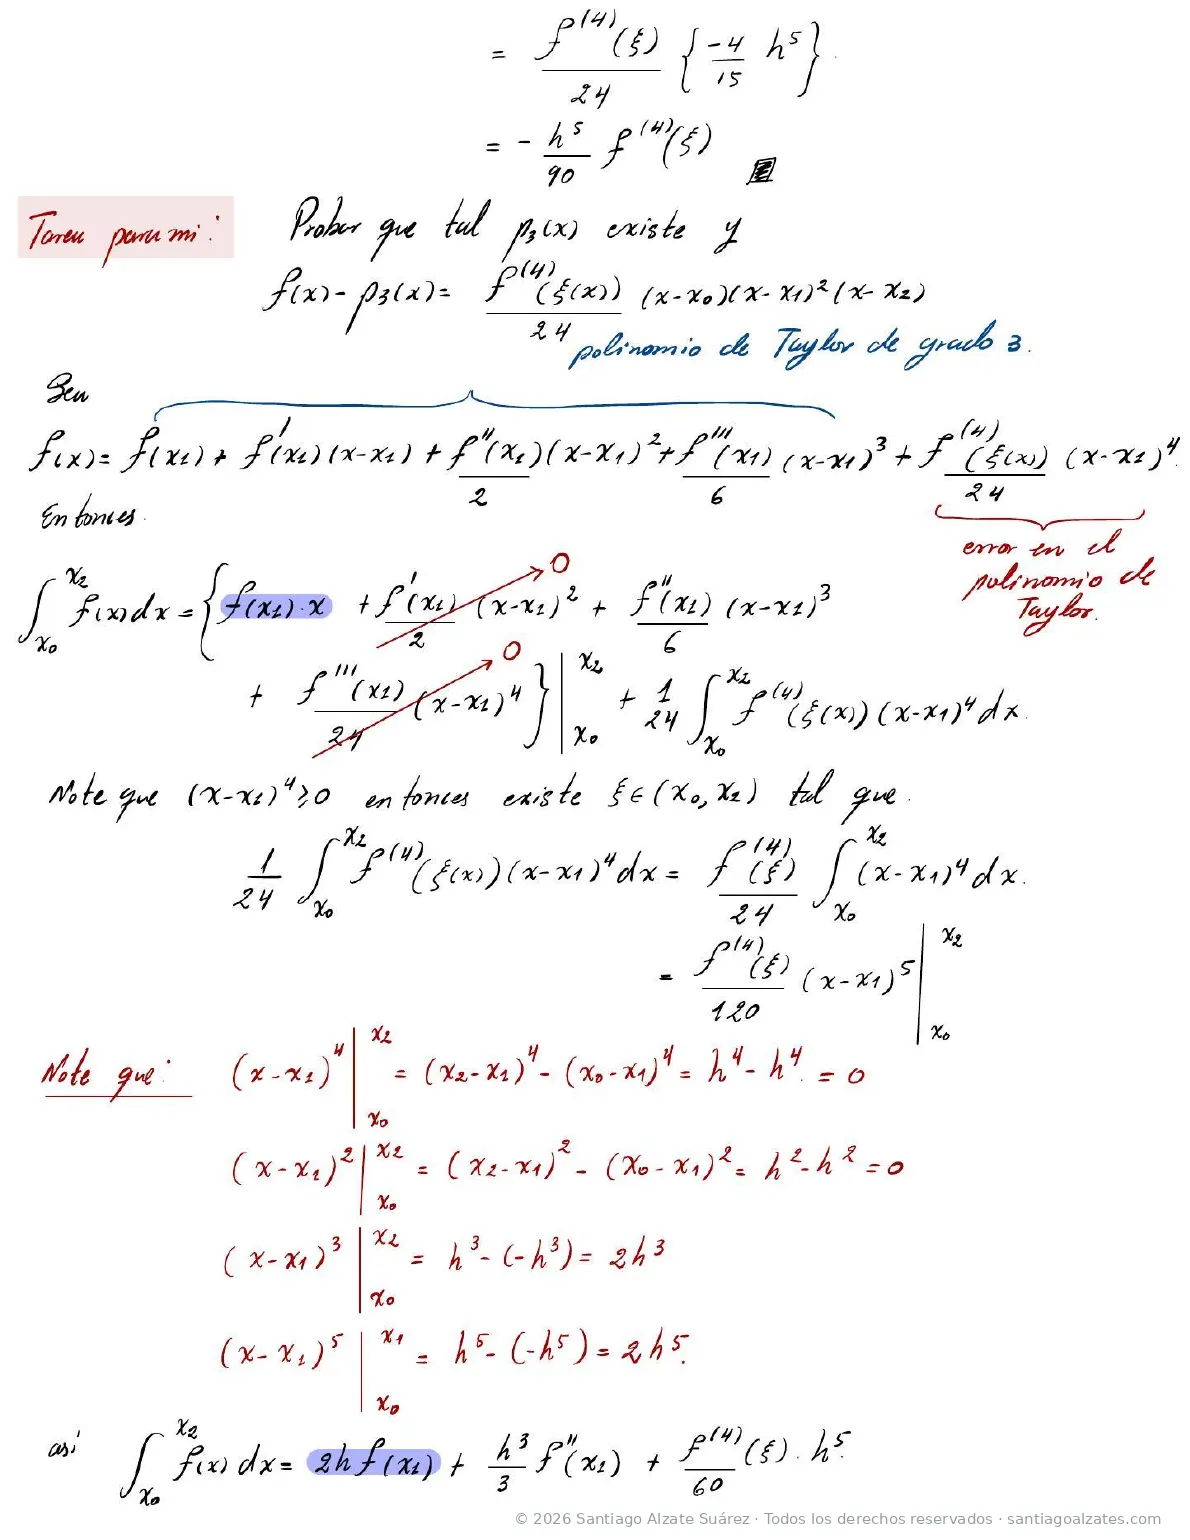 = f^(4)(ξ)/24 { -4/15 h^5 }.
= - h^5/90 f^(4)(ξ)
Tarea para mi: Probar que tal p₃(x) existe y
f(x) - p₃(x) = f^(4)(ξ(x))/24 (x-x₀)(x-x₁)²(x-x₂)
polinomio de Taylor de grado 3.
Sea
f(x) = f(x₁) + f'(x₁)(x-x₁) + f''(x₁)/2 (x-x₁)² + f'''(x₁)/6 (x-x₁)³ + f^(4)(ξ(x))/24 (x-x₁)^4.
Entonces.
error en el
polinomio de
Taylor.
∫_{x₀}^{x₂} f(x)dx = { f(x₁)·x + f'(x₁)/2 (x-x₁)² → 0 + f''(x₁)/6 (x-x₁)³
+ f'''(x₁)/24 (x-x₁)^4 → 0 } |_{x₀}^{x₂} + 1/24 ∫_{x₀}^{x₂} f^(4)(ξ(x))(x-x₁)^4 dx.
Note que (x-x₁)^4 ≥ 0 entonces existe ξ∈(x₀,x₂) tal que.
1/24 ∫_{x₀}^{x₂} f^(4)(ξ(x))(x-x₁)^4 dx = f^(4)(ξ)/24 ∫_{x₀}^{x₂} (x-x₁)^4 dx.
= f^(4)(ξ)/120 (x-x₁)^5 |_{x₀}^{x₂}
Note que: (x-x₁)^4 |_{x₀}^{x₂} = (x₂-x₁)^4 - (x₀-x₁)^4 = h^4 - h^4. = 0
(x-x₁)² |_{x₀}^{x₂} = (x₂-x₁)² - (x₀-x₁)² = h² - h² = 0
(x-x₁)³ |_{x₀}^{x₂} = h³ - (-h³) = 2h³
(x-x₁)^5 |_{x₀}^{x₁} = h^5 - (-h^5) = 2h^5.
así ∫_{x₀}^{x₂} f(x)dx = 2h f(x₁) + h³/3 f''(x₁) + f^(4)/60 (ξ)·h^5.
© 2026 Santiago Alzate Suárez · Todos los derechos reservados · santiagoalzates.com